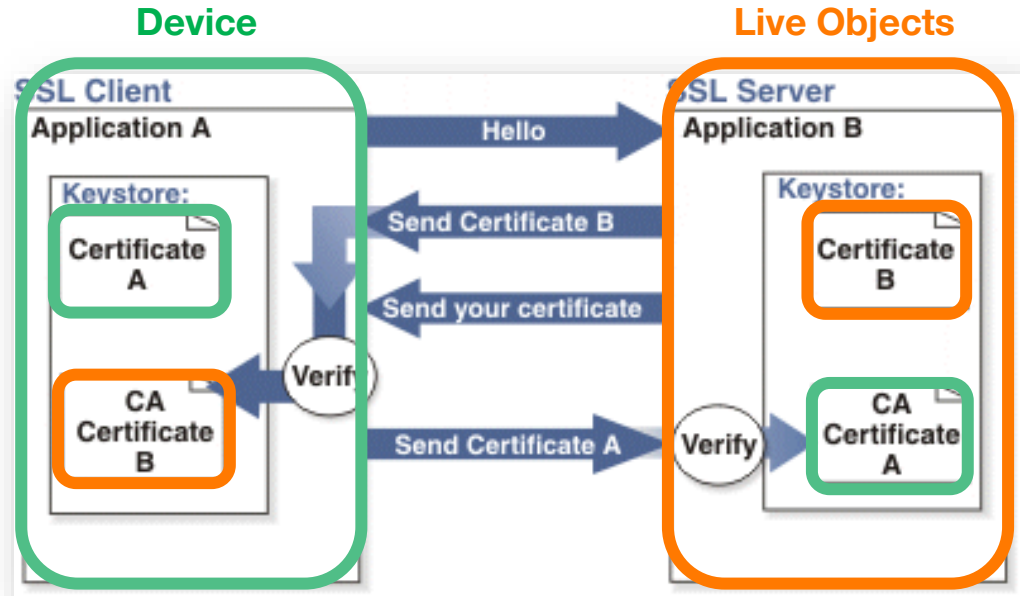 Device
Live Objects
SSL Client
SSL Server
Application A
Hello
Application B
Keystore:
Certificate
A
Send Certificate B
Send your certificate
Keystore:
Certificate
B
Verify
CA
Certificate
B
Send Certificate A
Verify
CA
Certificate
A